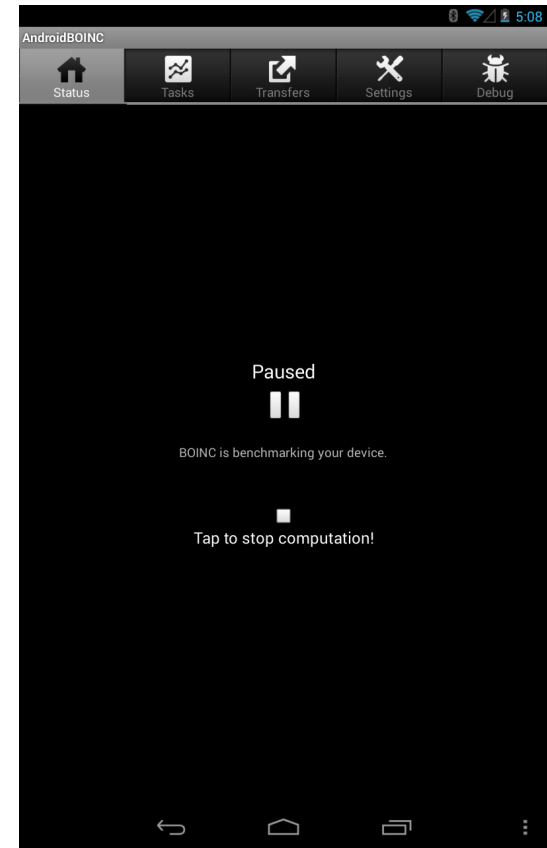 5:08
AndroidBOINC
Status Tasks Transfers Settings Debug
Paused
BOINC is benchmarking your device.
Tap to stop computation!